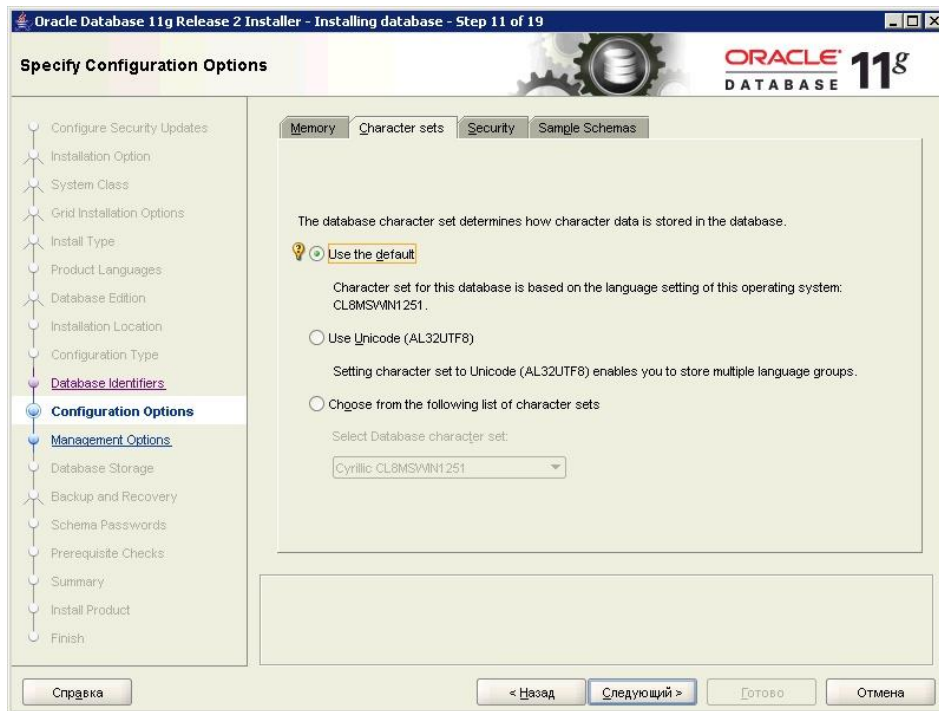 Oracle Database 11g Release 2 Installer - Installing database - Step 11 of 19
Specify Configuration Options
ORACLE 11g
DATABASE
Configure Security Updates
Installation Option
System Class
Grid Installation Options
Install Type
Product Languages
Database Edition
Installation Location
Configuration Type
Database Identifiers
Configuration Options
Management Options
Database Storage
Backup and Recovery
Schema Passwords
Prerequisite Checks
Summary
Install Product
Finish
Memory Character sets Security Sample Schemas
The database character set determines how character data is stored in the database.
Use the default
Character set for this database is based on the language setting of this operating system:
CL8MSWIN1251.
Use Unicode (AL32UTF8)
Setting character set to Unicode (AL32UTF8) enables you to store multiple language groups.
Choose from the following list of character sets
Select Database character set:
Cyrillic CL8MSWIN1251
Справка < Назад Следующий > Готово Отмена